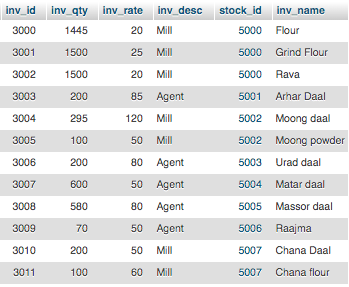 inv_id inv_qty inv_rate inv_desc stock_id inv_name
3000 1445 20 Mill 5000 Flour
3001 1500 25 Mill 5000 Grind Flour
3002 1500 20 Mill 5000 Rava
3003 200 85 Agent 5001 Arhar Daal
3004 295 120 Mill 5002 Moong daal
3005 100 50 Mill 5002 Moong powder
3006 200 80 Agent 5003 Urad daal
3007 600 50 Agent 5004 Matar daal
3008 580 80 Agent 5005 Massor daal
3009 70 50 Agent 5006 Raajma
3010 200 50 Mill 5007 Chana Daal
3011 100 60 Mill 5007 Chana flour